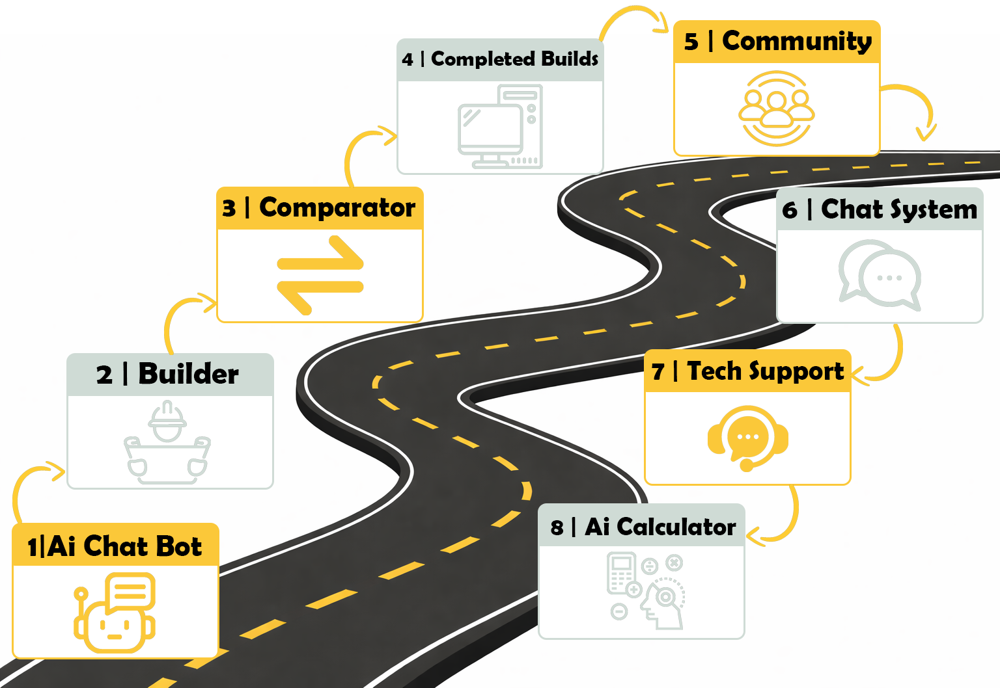 1|Ai Chat Bot
2 | Builder
3 | Comparator
4 | Completed Builds
5 | Community
6 | Chat System
7 | Tech Support
8 | Ai Calculator